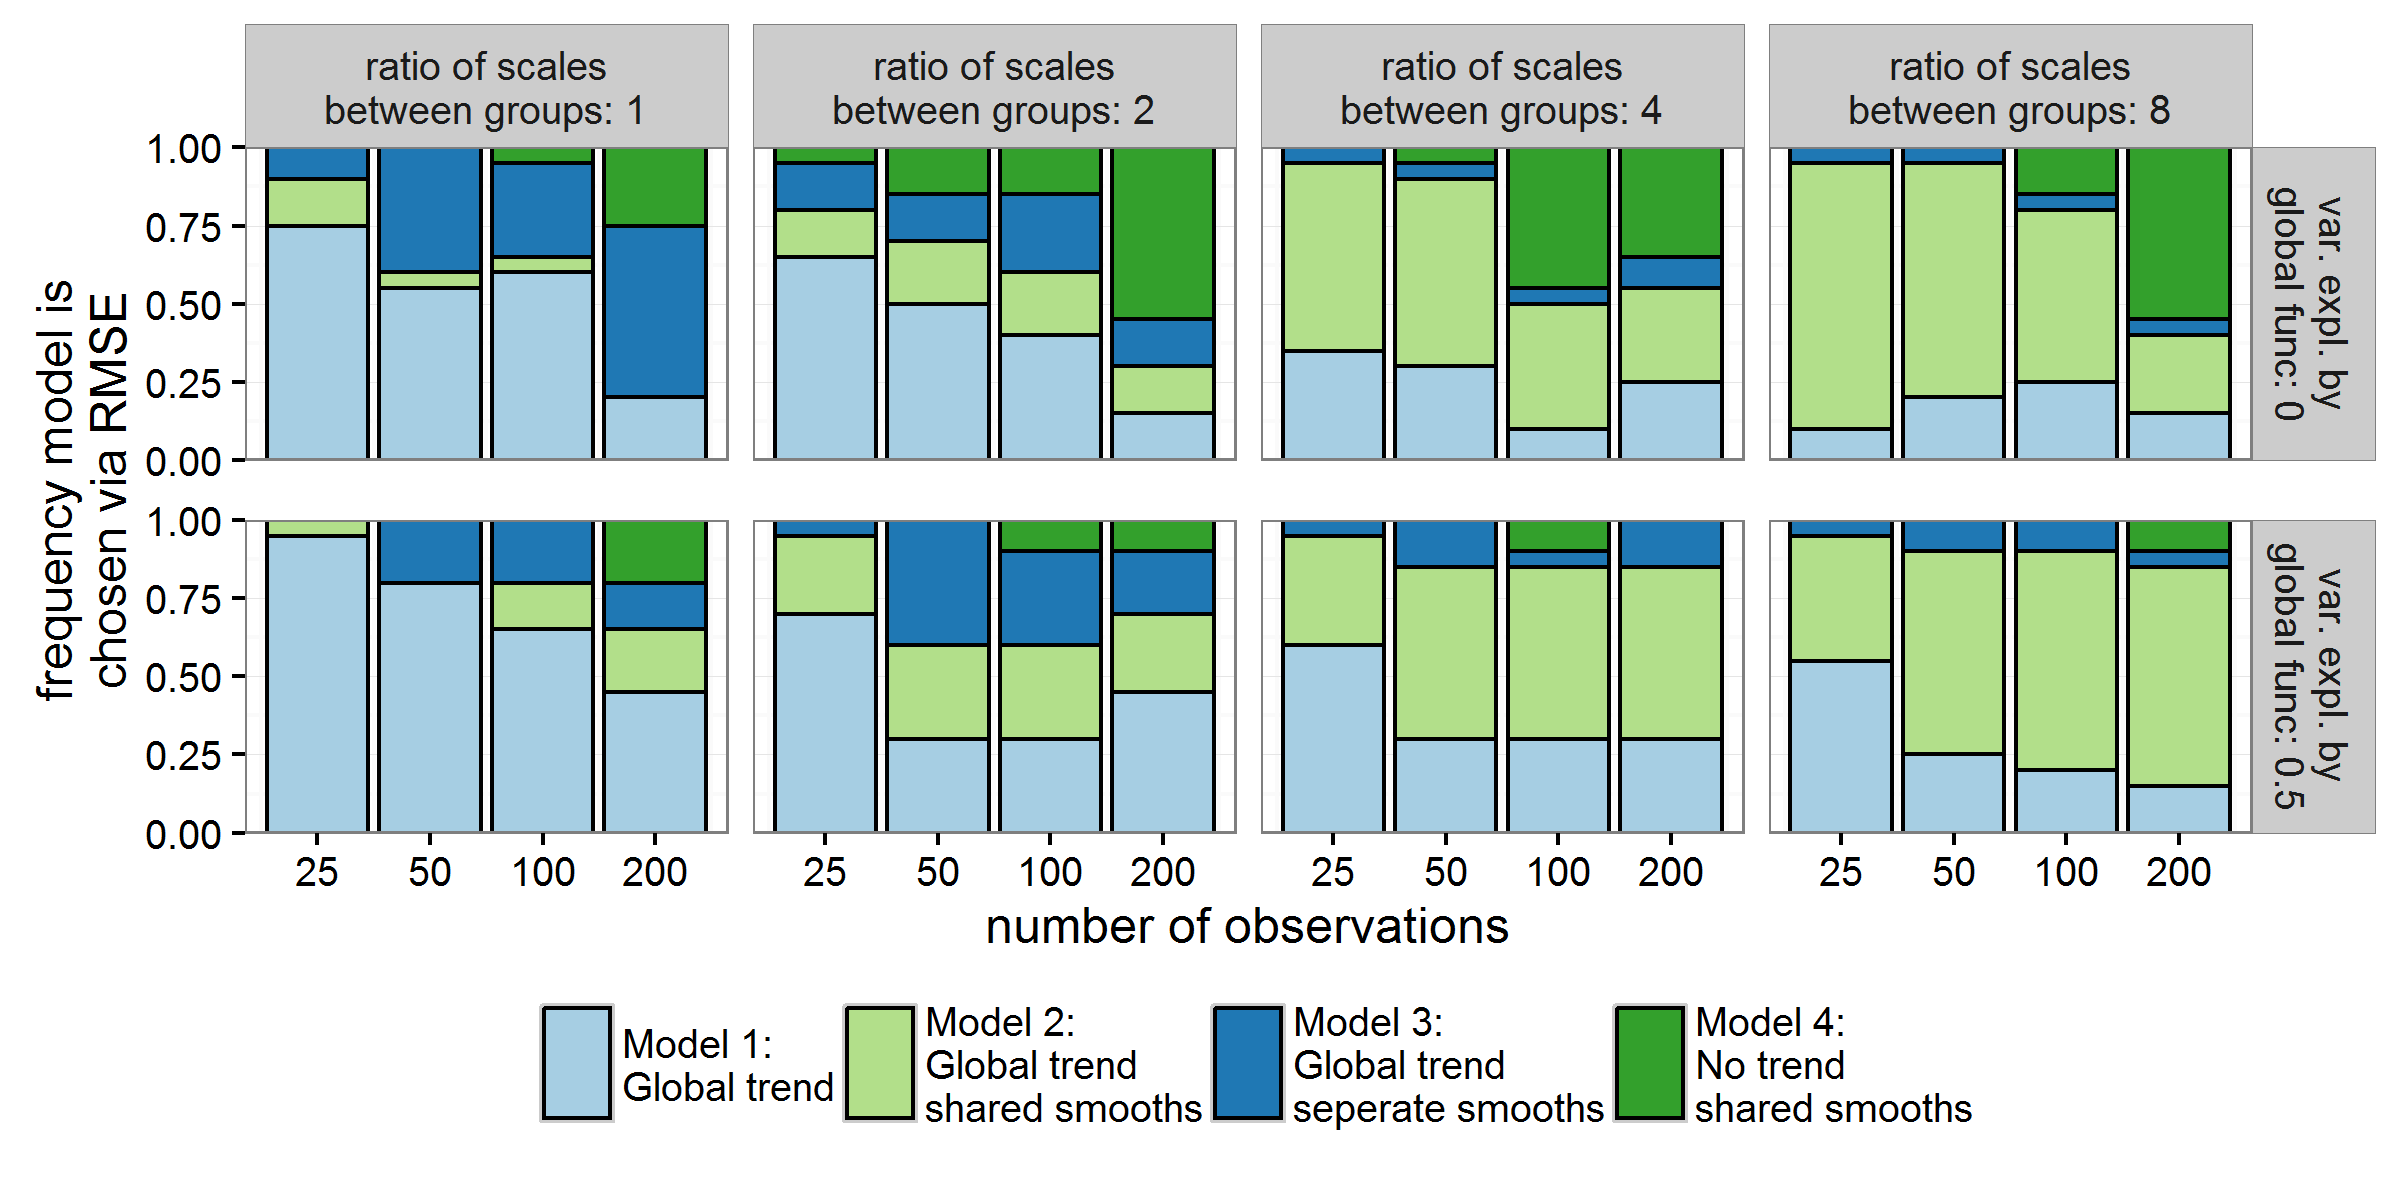 ratio of scales
between groups: 1
ratio of scales
between groups: 2
ratio of scales
between groups: 4
ratio of scales
between groups: 8
frequency model is
chosen via RMSE
1.00
0.75
0.50
0.25
0.00
var. expl. by
global func: 0
1.00
0.75
0.50
0.25
0.00
var. expl. by
global func: 0.5
25 50 100 200
25 50 100 200
25 50 100 200
25 50 100 200
number of observations
Model 1:
Global trend
Model 2:
Global trend
shared smooths
Model 3:
Global trend
seperate smooths
Model 4:
No trend
shared smooths